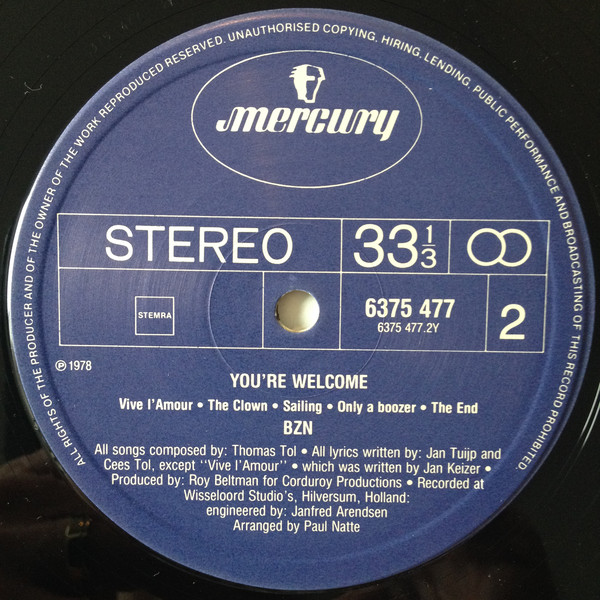 ALL RIGHTS OF THE PRODUCER AND OF THE OWNER OF THE WORK REPRODUCED RESERVED. UNAUTHORISED COPYING, HIRING, LENDING, PUBLIC PERFORMANCE AND BROADCASTING OF THIS RECORD PROHIBITED.
mercury
STEREO 33 1/3
STEMRA
6375 477
6375 477.2Y
2
℗ 1978
YOU'RE WELCOME
Vive l'Amour • The Clown • Sailing • Only a boozer • The End
BZN
All songs composed by: Thomas Tol • All lyrics written by: Jan Tuijp and
Cees Tol, except ''Vive l'Amour'' • which was written by Jan Keizer •
Produced by: Roy Beltman for Corduroy Productions • Recorded at
Wisseloord Studio's, Hilversum, Holland:
engineered by: Janfred Arendsen
Arranged by Paul Natte